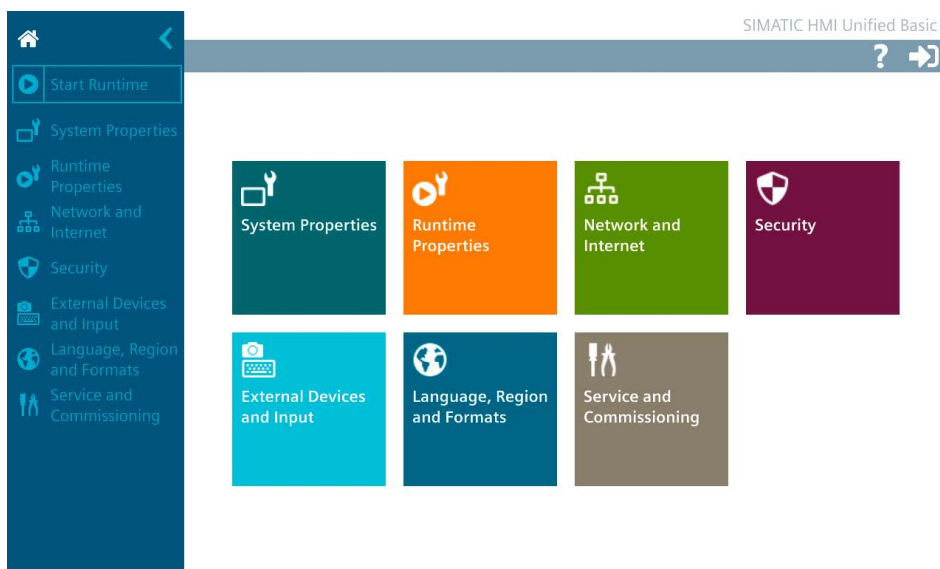 SIMATIC HMI Unified Basic
?
Start Runtime
System Properties
Runtime
Properties
Network and
Internet
Security
External Devices
and Input
Language, Region
and Formats
Service and
Commissioning
System Properties
Runtime
Properties
Network and
Internet
Security
External Devices
and Input
Language, Region
and Formats
Service and
Commissioning